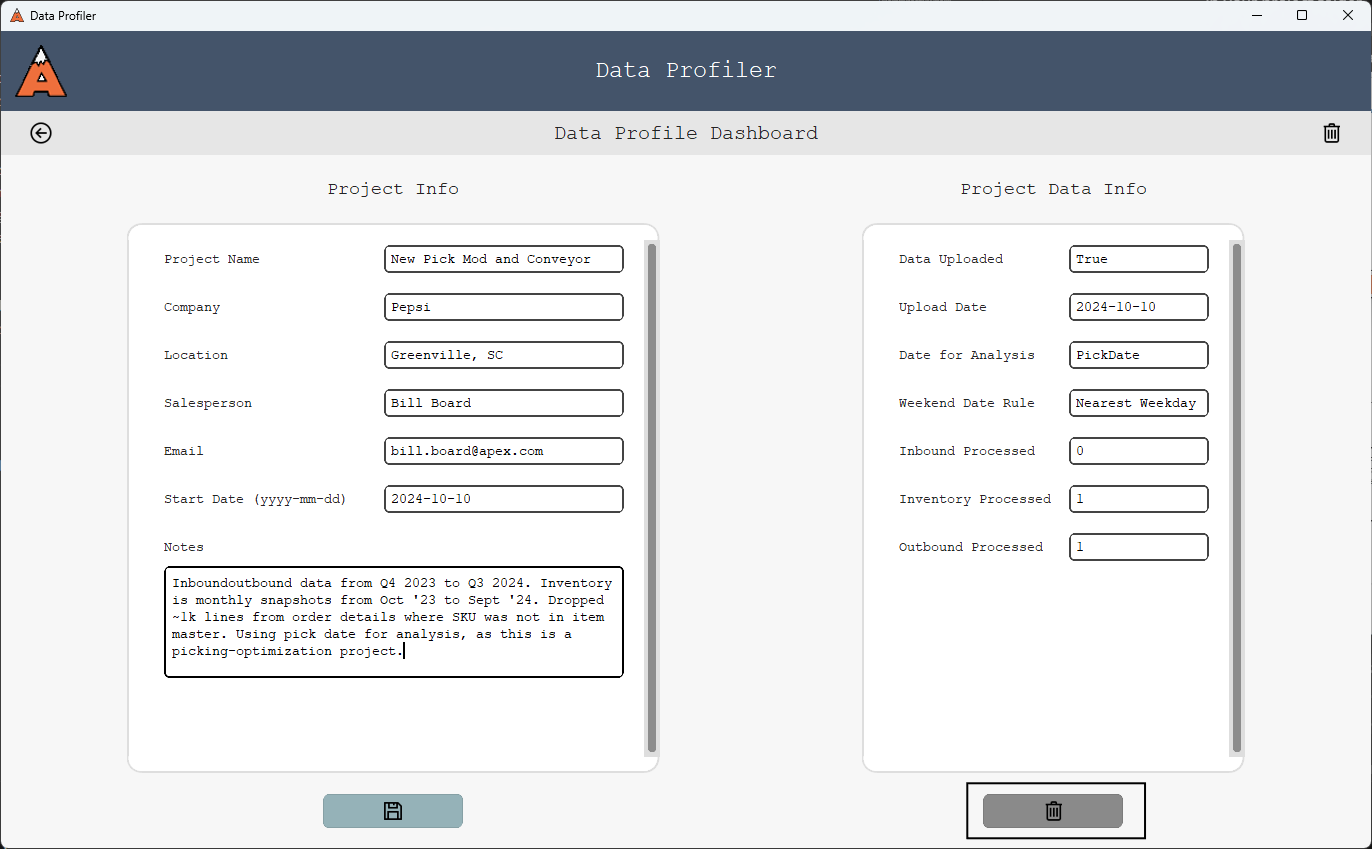 Data Profiler
Data Profiler
Data Profile Dashboard
Project Info
Project Name
New Pick Mod and Conveyor
Company
Pepsi
Location
Greenville, SC
Salesperson
Bill Board
Email
bill.board@apex.com
Start Date (yyyy-mm-dd)
2024-10-10
Notes
Inboundoutbound data from Q4 2023 to Q3 2024. Inventory
is monthly snapshots from Oct '23 to Sept '24. Dropped
~1k lines from order details where SKU was not in item
master. Using pick date for analysis, as this is a
picking-optimization project.
Project Data Info
Data Uploaded
True
Upload Date
2024-10-10
Date for Analysis
PickDate
Weekend Date Rule
Nearest Weekday
Inbound Processed
0
Inventory Processed
1
Outbound Processed
1